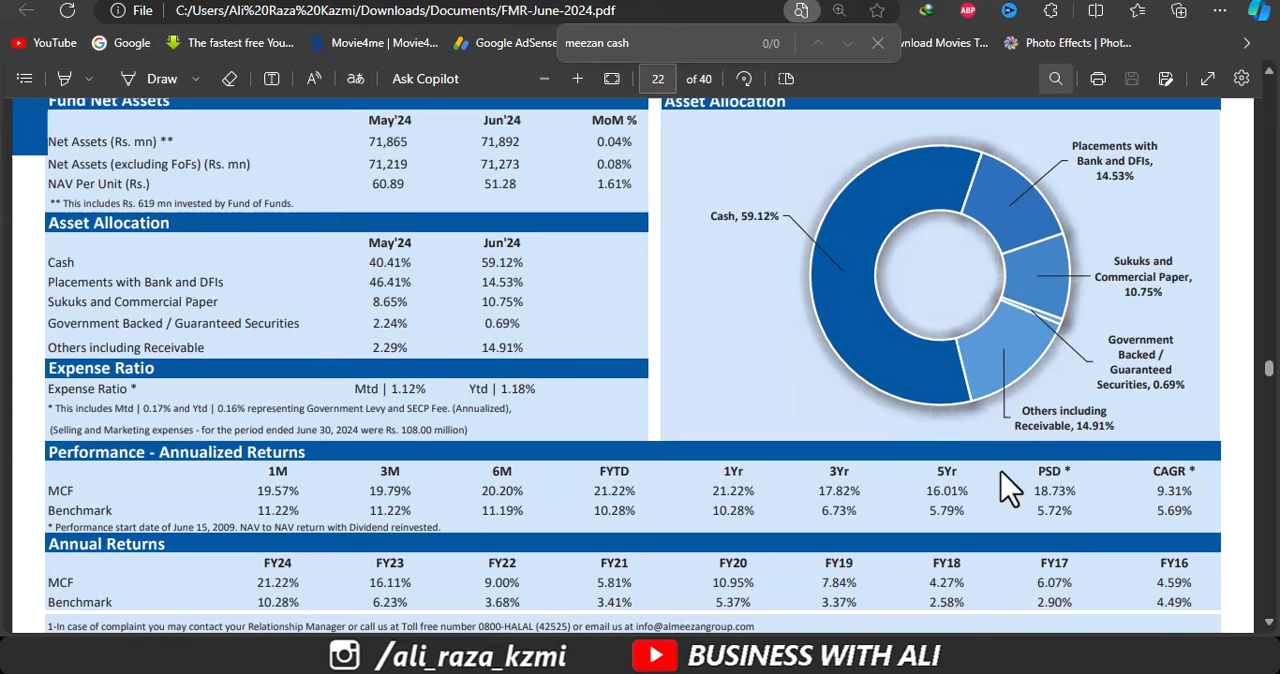 File C:/Users/Ali%20Raza%20Kazmi/Downloads/Documents/FMR-June-2024.pdf
YouTube Google The fastest free You... Movie4me | Movie4... Google AdSense meezan cash 0/0 wnload Movies T... Photo Effects | Phot...
Draw aあ Ask Copilot 22 of 40
Fund Net Assets
May'24 Jun'24 MoM %
Net Assets (Rs. mn) ** 71,865 71,892 0.04%
Net Assets (excluding FoFs) (Rs. mn) 71,219 71,273 0.08%
NAV Per Unit (Rs.) 60.89 51.28 1.61%
** This includes Rs. 619 mn invested by Fund of Funds.
Asset Allocation
May'24 Jun'24
Cash 40.41% 59.12%
Placements with Bank and DFIs 46.41% 14.53%
Sukuks and Commercial Paper 8.65% 10.75%
Government Backed / Guaranteed Securities 2.24% 0.69%
Others including Receivable 2.29% 14.91%
Expense Ratio
Expense Ratio * Mtd | 1.12% Ytd | 1.18%
* This includes Mtd | 0.17% and Ytd | 0.16% representing Government Levy and SECP Fee. (Annualized),
(Selling and Marketing expenses - for the period ended June 30, 2024 were Rs. 108.00 million)
Asset Allocation
Cash, 59.12%
Placements with
Bank and DFIs,
14.53%
Sukuks and
Commercial Paper,
10.75%
Government
Backed /
Guaranteed
Securities, 0.69%
Others including
Receivable, 14.91%
Performance - Annualized Returns
1M 3M 6M FYTD 1Yr 3Yr 5Yr PSD * CAGR *
MCF 19.57% 19.79% 20.20% 21.22% 21.22% 17.82% 16.01% 18.73% 9.31%
Benchmark 11.22% 11.22% 11.19% 10.28% 10.28% 6.73% 5.79% 5.72% 5.69%
* Performance start date of June 15, 2009. NAV to NAV return with Dividend reinvested.
Annual Returns
FY24 FY23 FY22 FY21 FY20 FY19 FY18 FY17 FY16
MCF 21.22% 16.11% 9.00% 5.81% 10.95% 7.84% 4.27% 6.07% 4.59%
Benchmark 10.28% 6.23% 3.68% 3.41% 5.37% 3.37% 2.58% 2.90% 4.49%
1-In case of complaint you may contact your Relationship Manager or call us at Toll free number 0800-HALAL (42525) or email us at info@almeezangroup.com
/ali_raza_kzmi BUSINESS WITH ALI